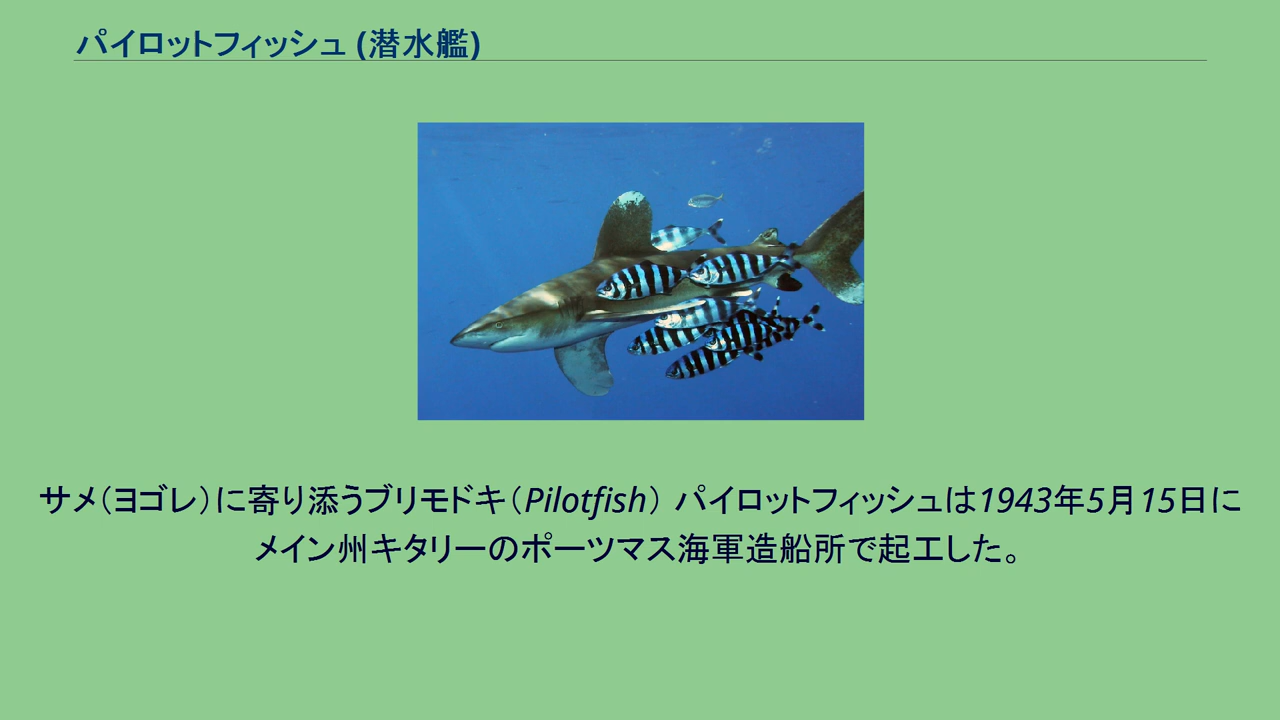 パイロットフィッシュ (潜水艦)
サメ（ヨゴレ）に寄り添うブリモドキ（Pilotfish） パイロットフィッシュは1943年5月15日に
メイン州キタリーのポーツマス海軍造船所で起工した。